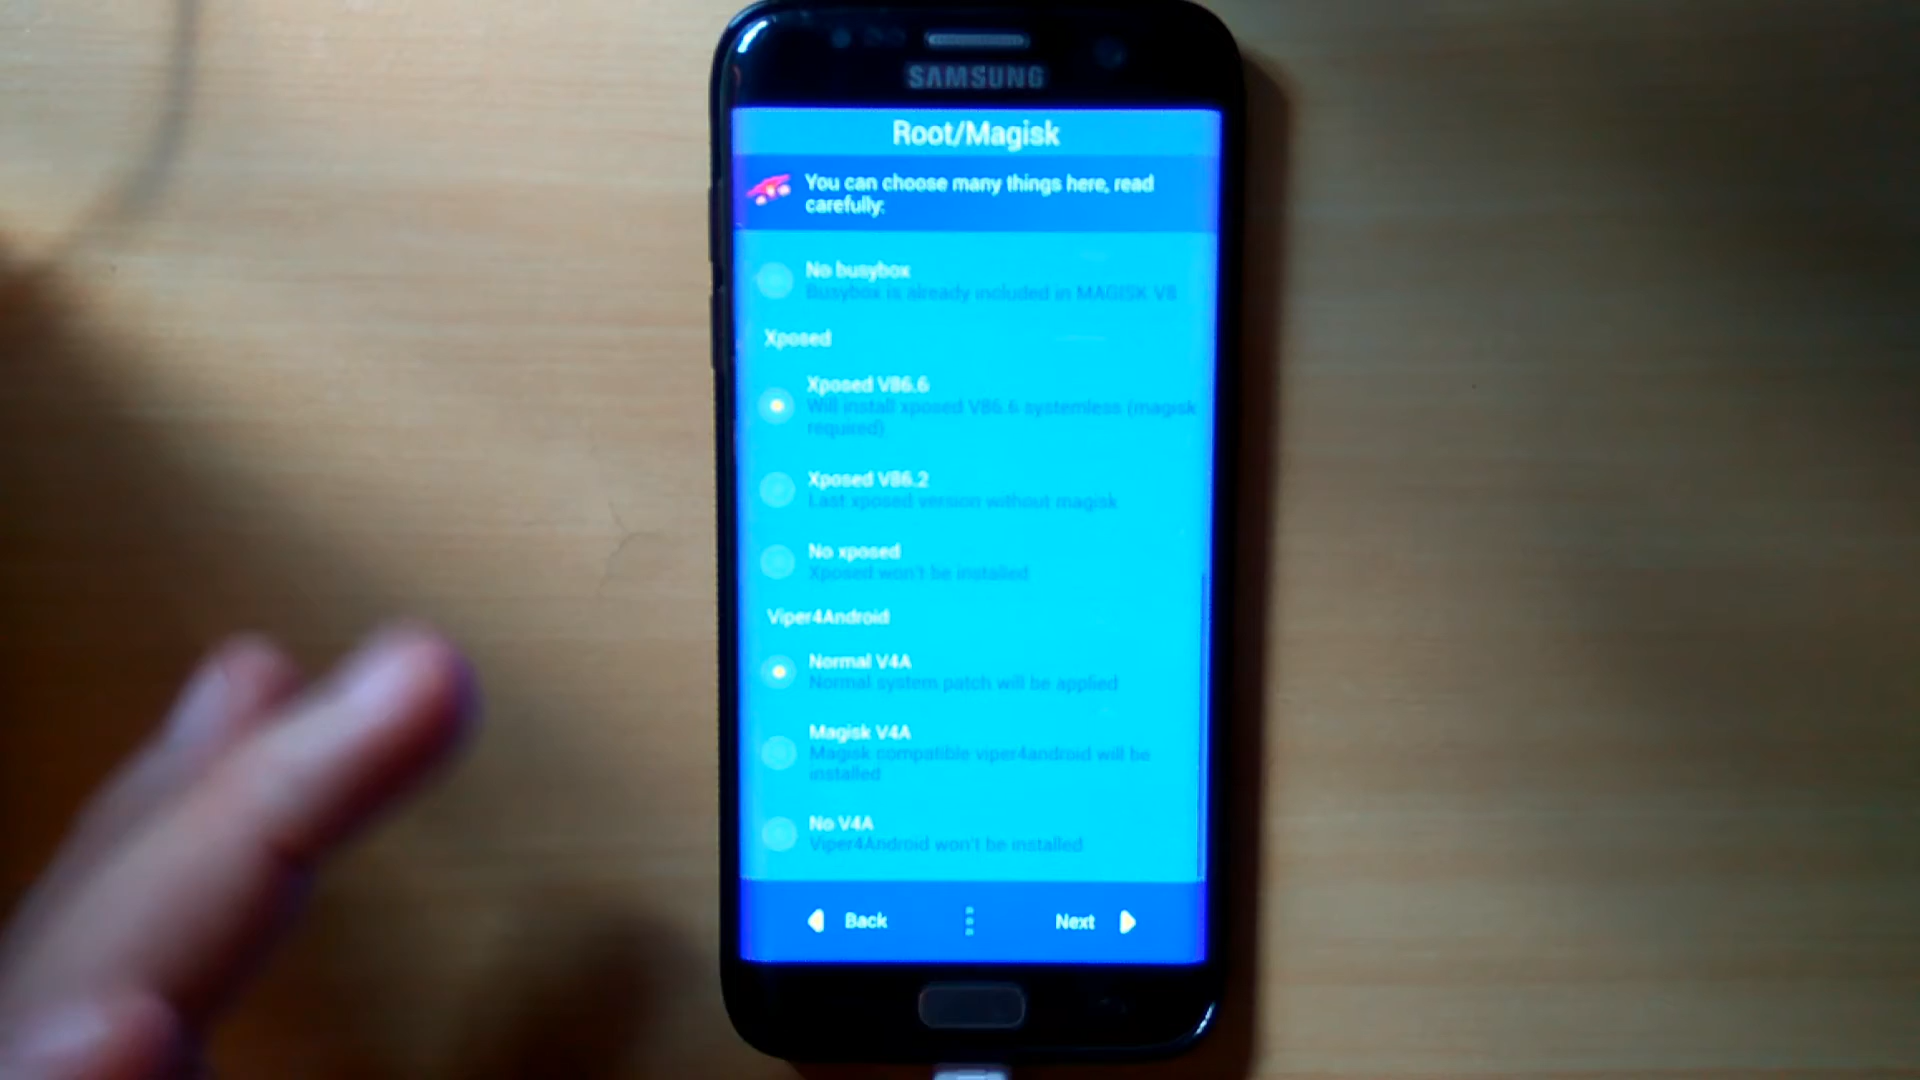 SAMSUNG
Root/Magisk
You can choose many things here, read
carefully:
No busybox
Busybox is already included in MAGISK V8
Xposed
Xposed V86.6
Will install xposed V86.6 systemless (magisk
required)
Xposed V86.2
Last xposed version without magisk
No xposed
Xposed won't be installed
Viper4Android
Normal V4A
Normal system patch will be applied
Magisk V4A
Magisk compatible viper4android will be
installed
No V4A
Viper4Android won't be installed
Back
Next